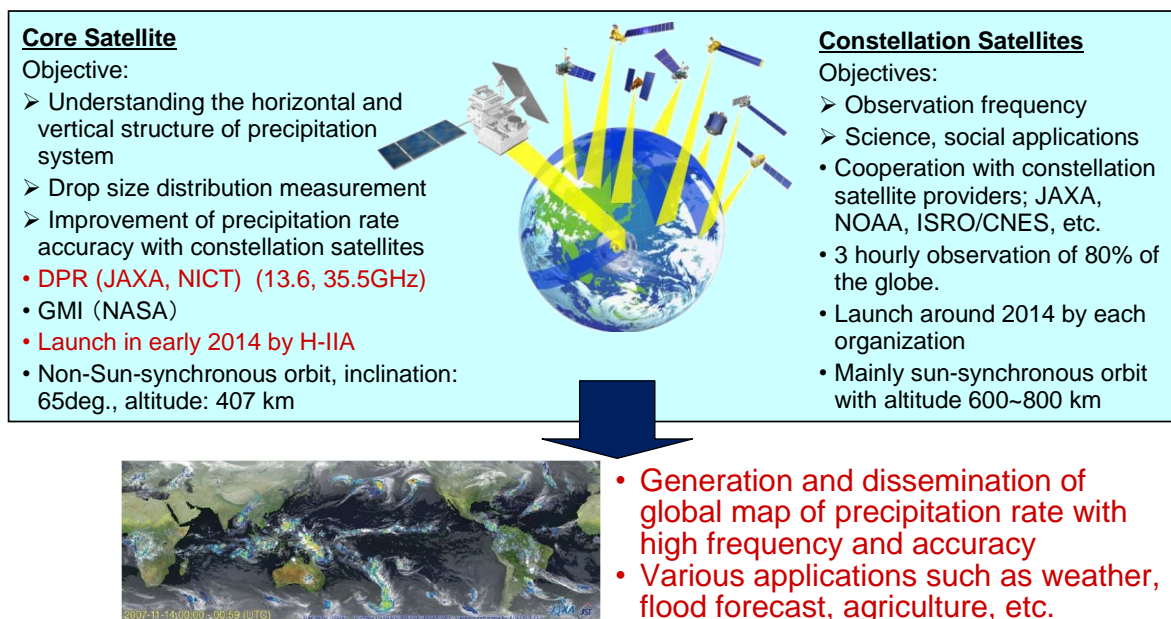 Core Satellite
Objective:
➢ Understanding the horizontal and
vertical structure of precipitation
system
➢ Drop size distribution measurement
➢ Improvement of precipitation rate
accuracy with constellation satellites
• DPR (JAXA, NICT) (13.6, 35.5GHz)
• GMI（NASA）
• Launch in early 2014 by H-IIA
• Non-Sun-synchronous orbit, inclination:
65deg., altitude: 407 km
Constellation Satellites
Objectives:
➢ Observation frequency
➢ Science, social applications
• Cooperation with constellation
satellite providers; JAXA,
NOAA, ISRO/CNES, etc.
• 3 hourly observation of 80% of
the globe.
• Launch around 2014 by each
organization
• Mainly sun-synchronous orbit
with altitude 600~800 km
2007-11-14 00:00 - 00:59 (UTC)
JAXA JST
• Generation and dissemination of
global map of precipitation rate with
high frequency and accuracy
• Various applications such as weather,
flood forecast, agriculture, etc.